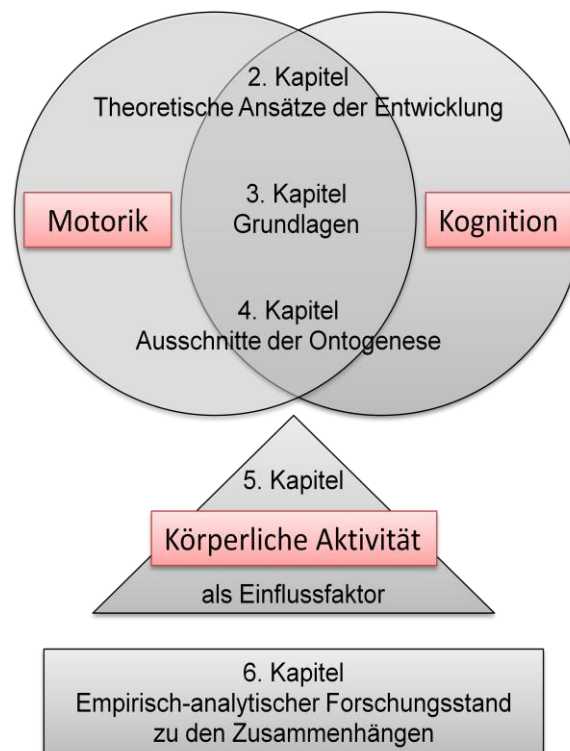 2. Kapitel
Theoretische Ansätze der Entwicklung
3. Kapitel
Grundlagen
Motorik
Kognition
4. Kapitel
Ausschnitte der Ontogenese
5. Kapitel
Körperliche Aktivität
als Einflussfaktor
6. Kapitel
Empirisch-analytischer Forschungsstand
zu den Zusammenhängen